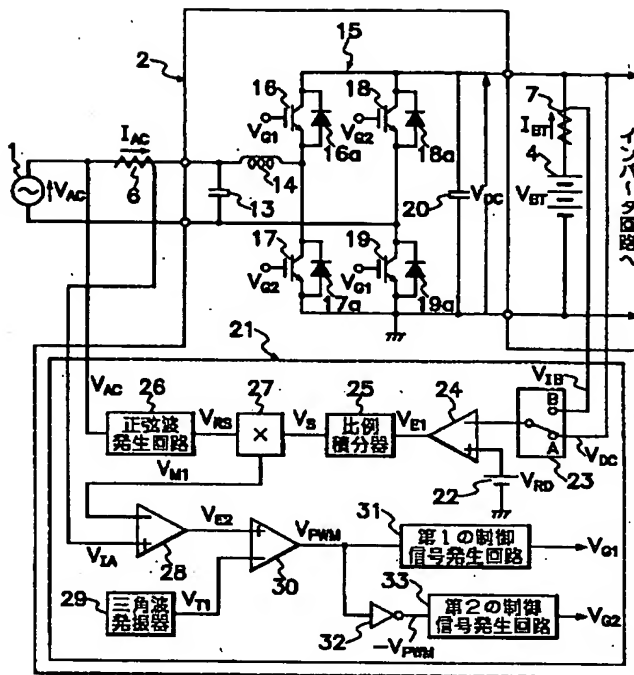 2
15
16
18
7
I_AC
V_G1
V_G2
16a
18a
I_BT
4
1
V_AC
6
14
13
20
V_DC
V_BT
インバータ回路へ
17
19
V_G2
V_G1
17a
19a
21
V_IB
V_AC
26
27
25
24
正弦波
発生回路
V_RS
×
V_S
比例
積分器
V_E1
−
+
B
A
V_DC
V_M1
22
V_RD
23
−
+
V_IA
28
V_E2
+
−
30
V_PWM
31
第1の制御
信号発生回路
V_G1
29
三角波
発振器
V_T1
32
−V_PWM
33
第2の制御
信号発生回路
V_G2